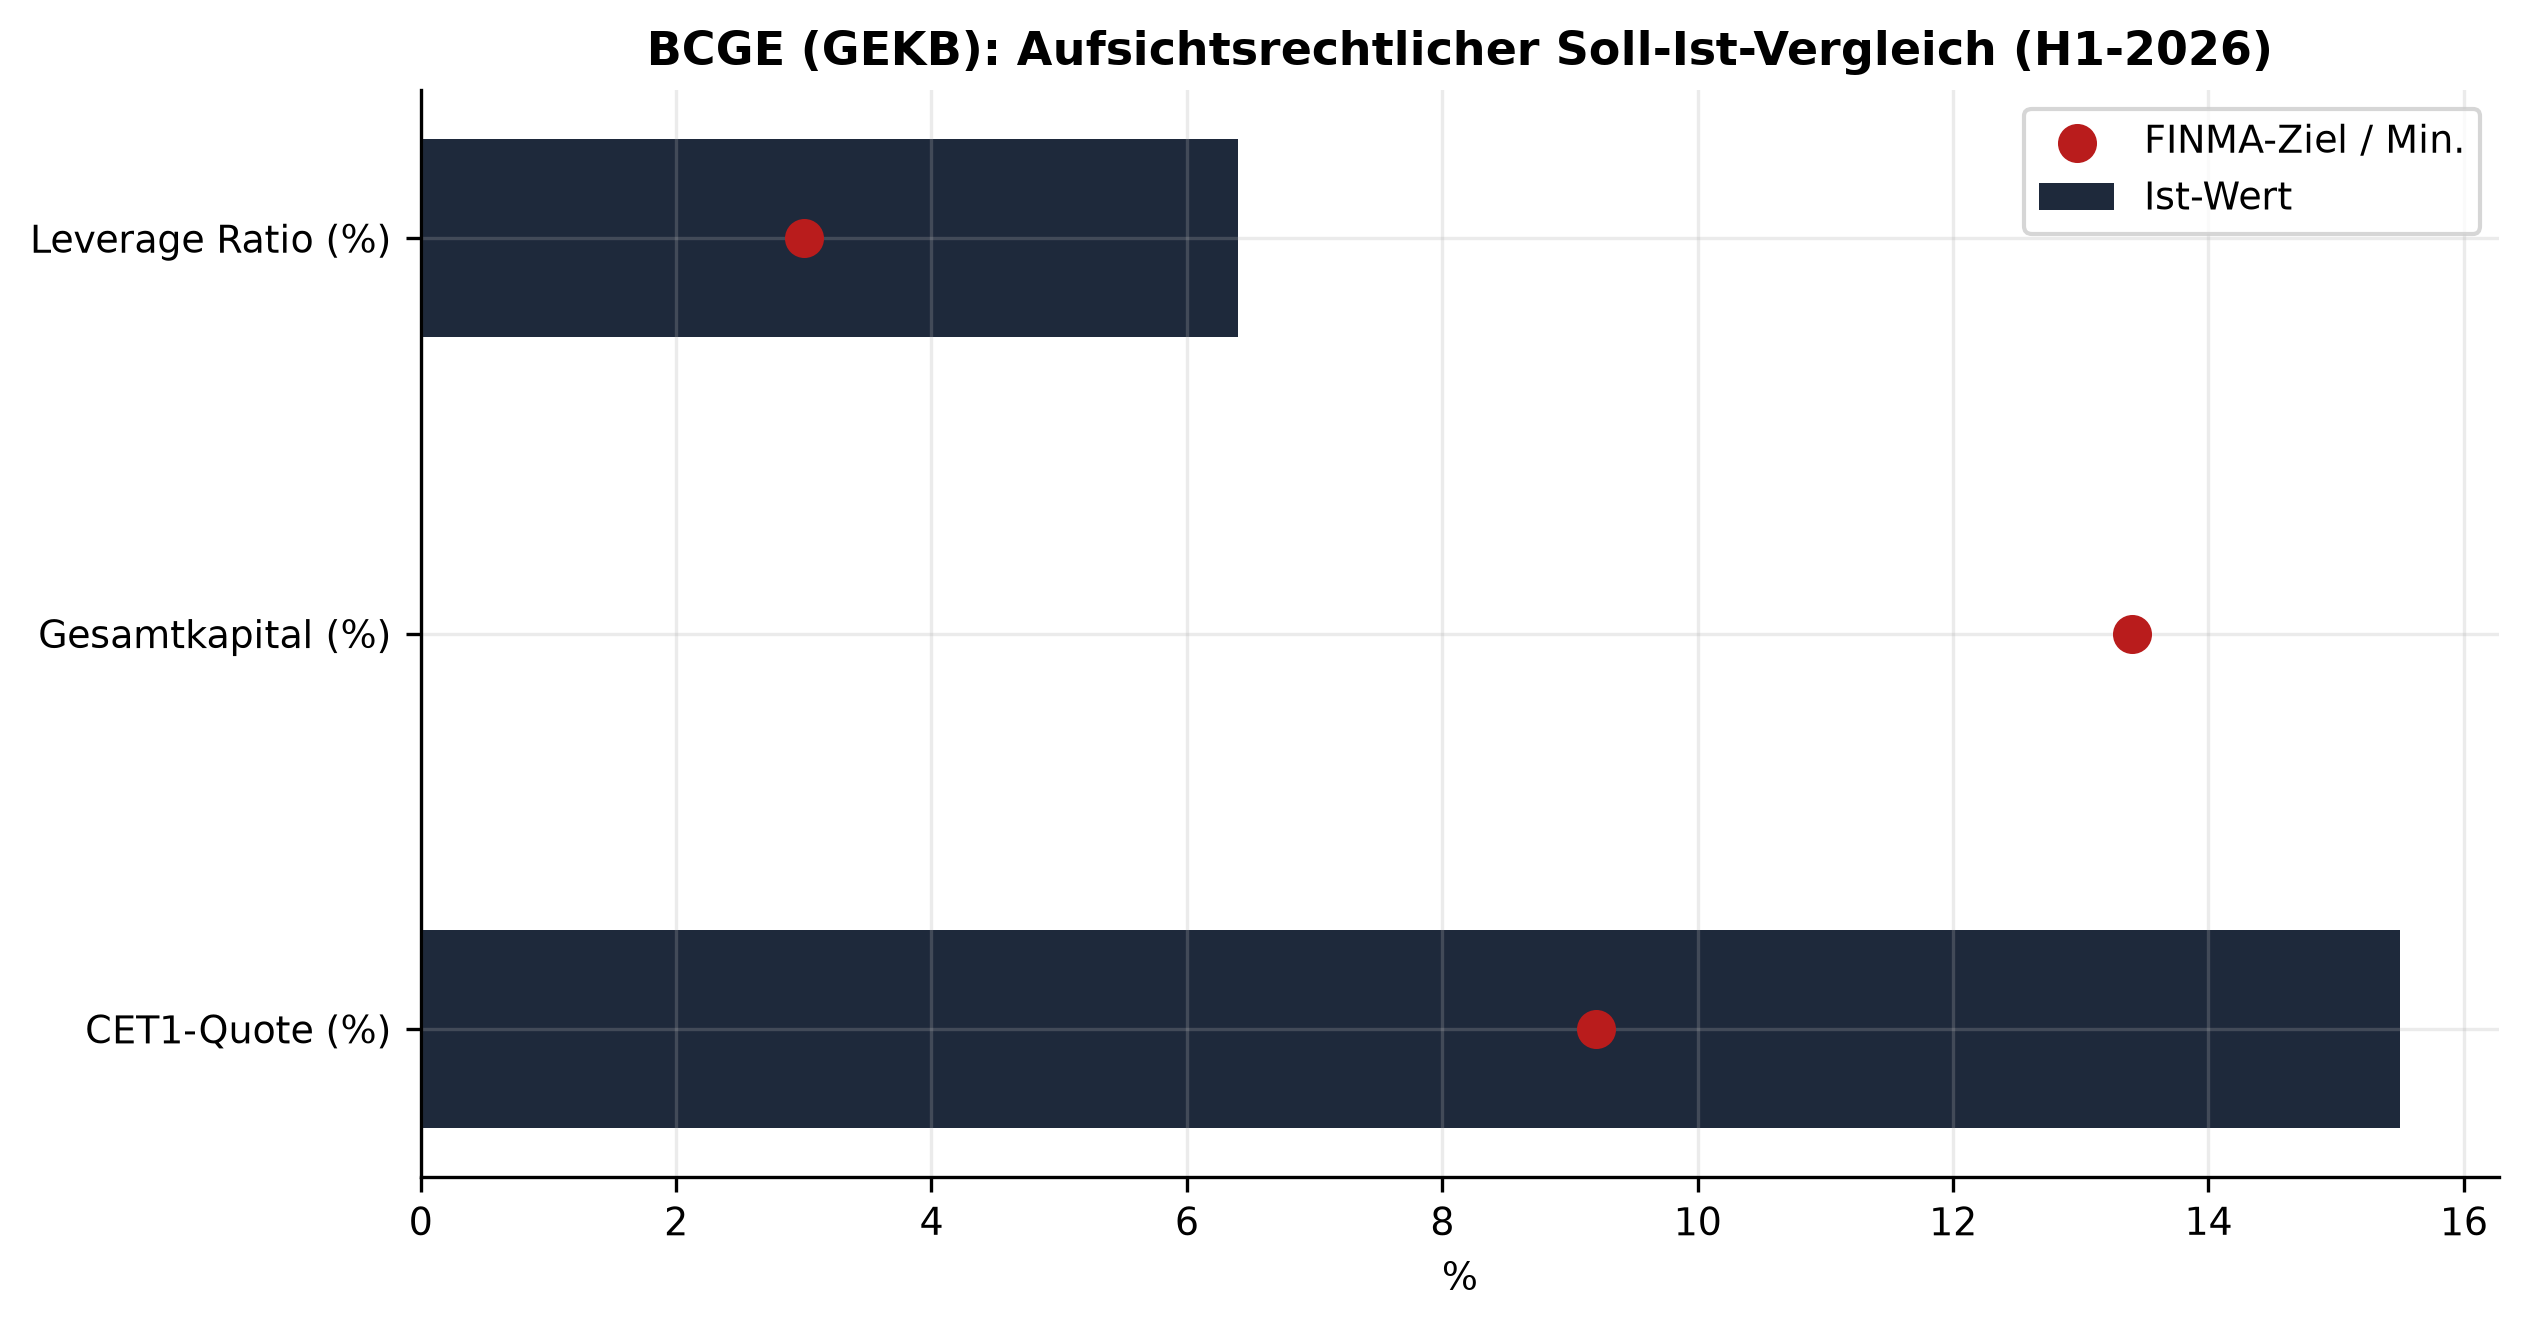 BCGE (GEKB): Aufsichtsrechtlicher Soll-Ist-Vergleich (H1-2026)
FINMA-Ziel / Min.
Ist-Wert
Leverage Ratio (%)
Gesamtkapital (%)
CET1-Quote (%)
0 2 4 6 8 10 12 14 16
%